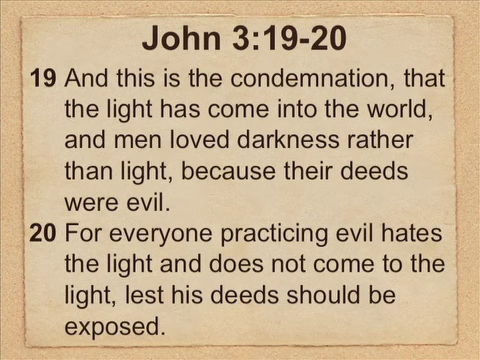 John 3:19-20
19 And this is the condemnation, that
the light has come into the world,
and men loved darkness rather
than light, because their deeds
were evil.
20 For everyone practicing evil hates
the light and does not come to the
light, lest his deeds should be
exposed.